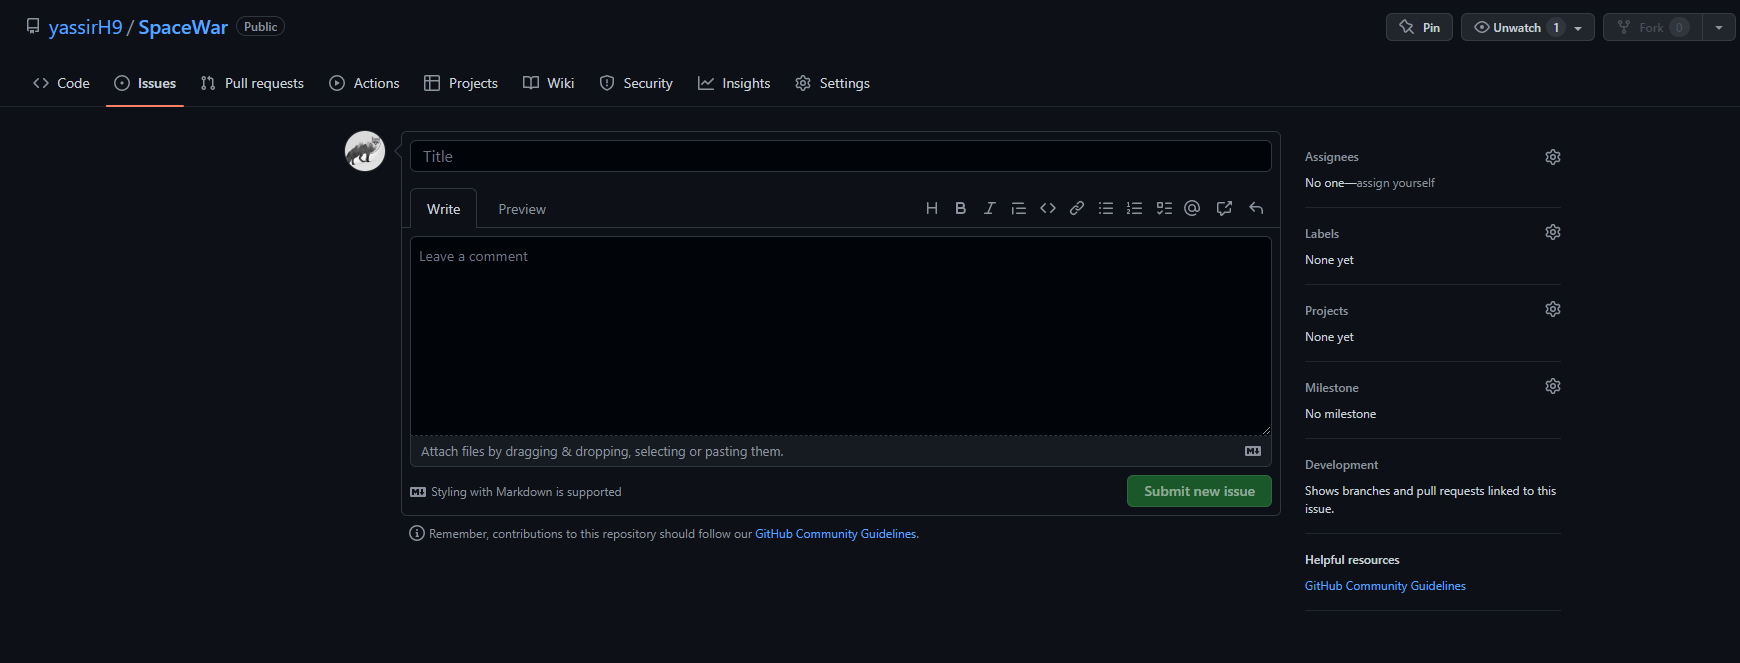 yassirH9 / SpaceWar Public
Pin Unwatch 1 Fork 0
Code Issues Pull requests Actions Projects Wiki Security Insights Settings
Title
Write Preview
Leave a comment
Attach files by dragging & dropping, selecting or pasting them.
Styling with Markdown is supported
Submit new issue
Remember, contributions to this repository should follow our GitHub Community Guidelines.
Assignees
No one—assign yourself
Labels
None yet
Projects
None yet
Milestone
No milestone
Development
Shows branches and pull requests linked to this
issue.
Helpful resources
GitHub Community Guidelines